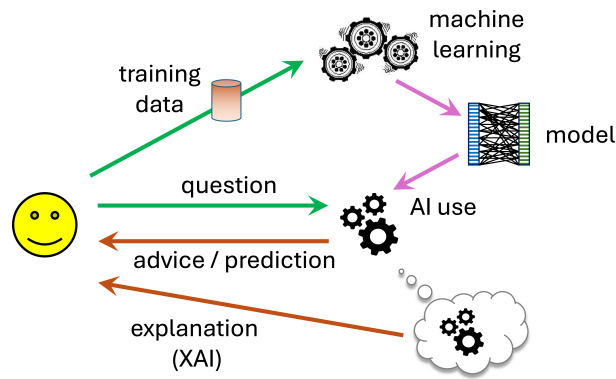 machine
learning
training
data
model
question
AI use
advice / prediction
explanation
(XAI)